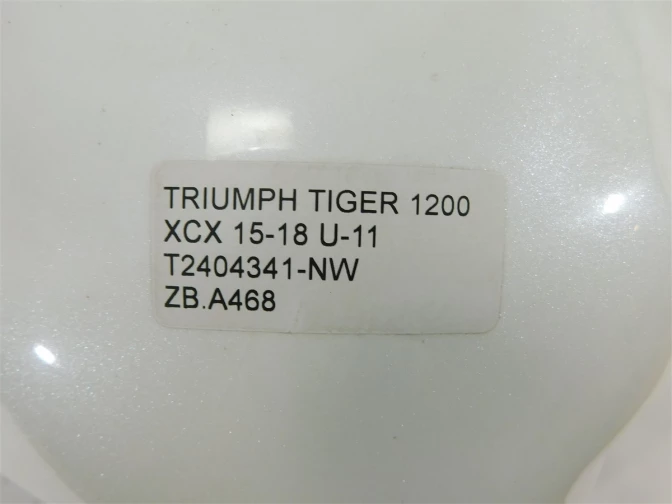 TRIUMPH TIGER 1200
XCX 15-18 U-11
T2404341-NW
ZB.A468